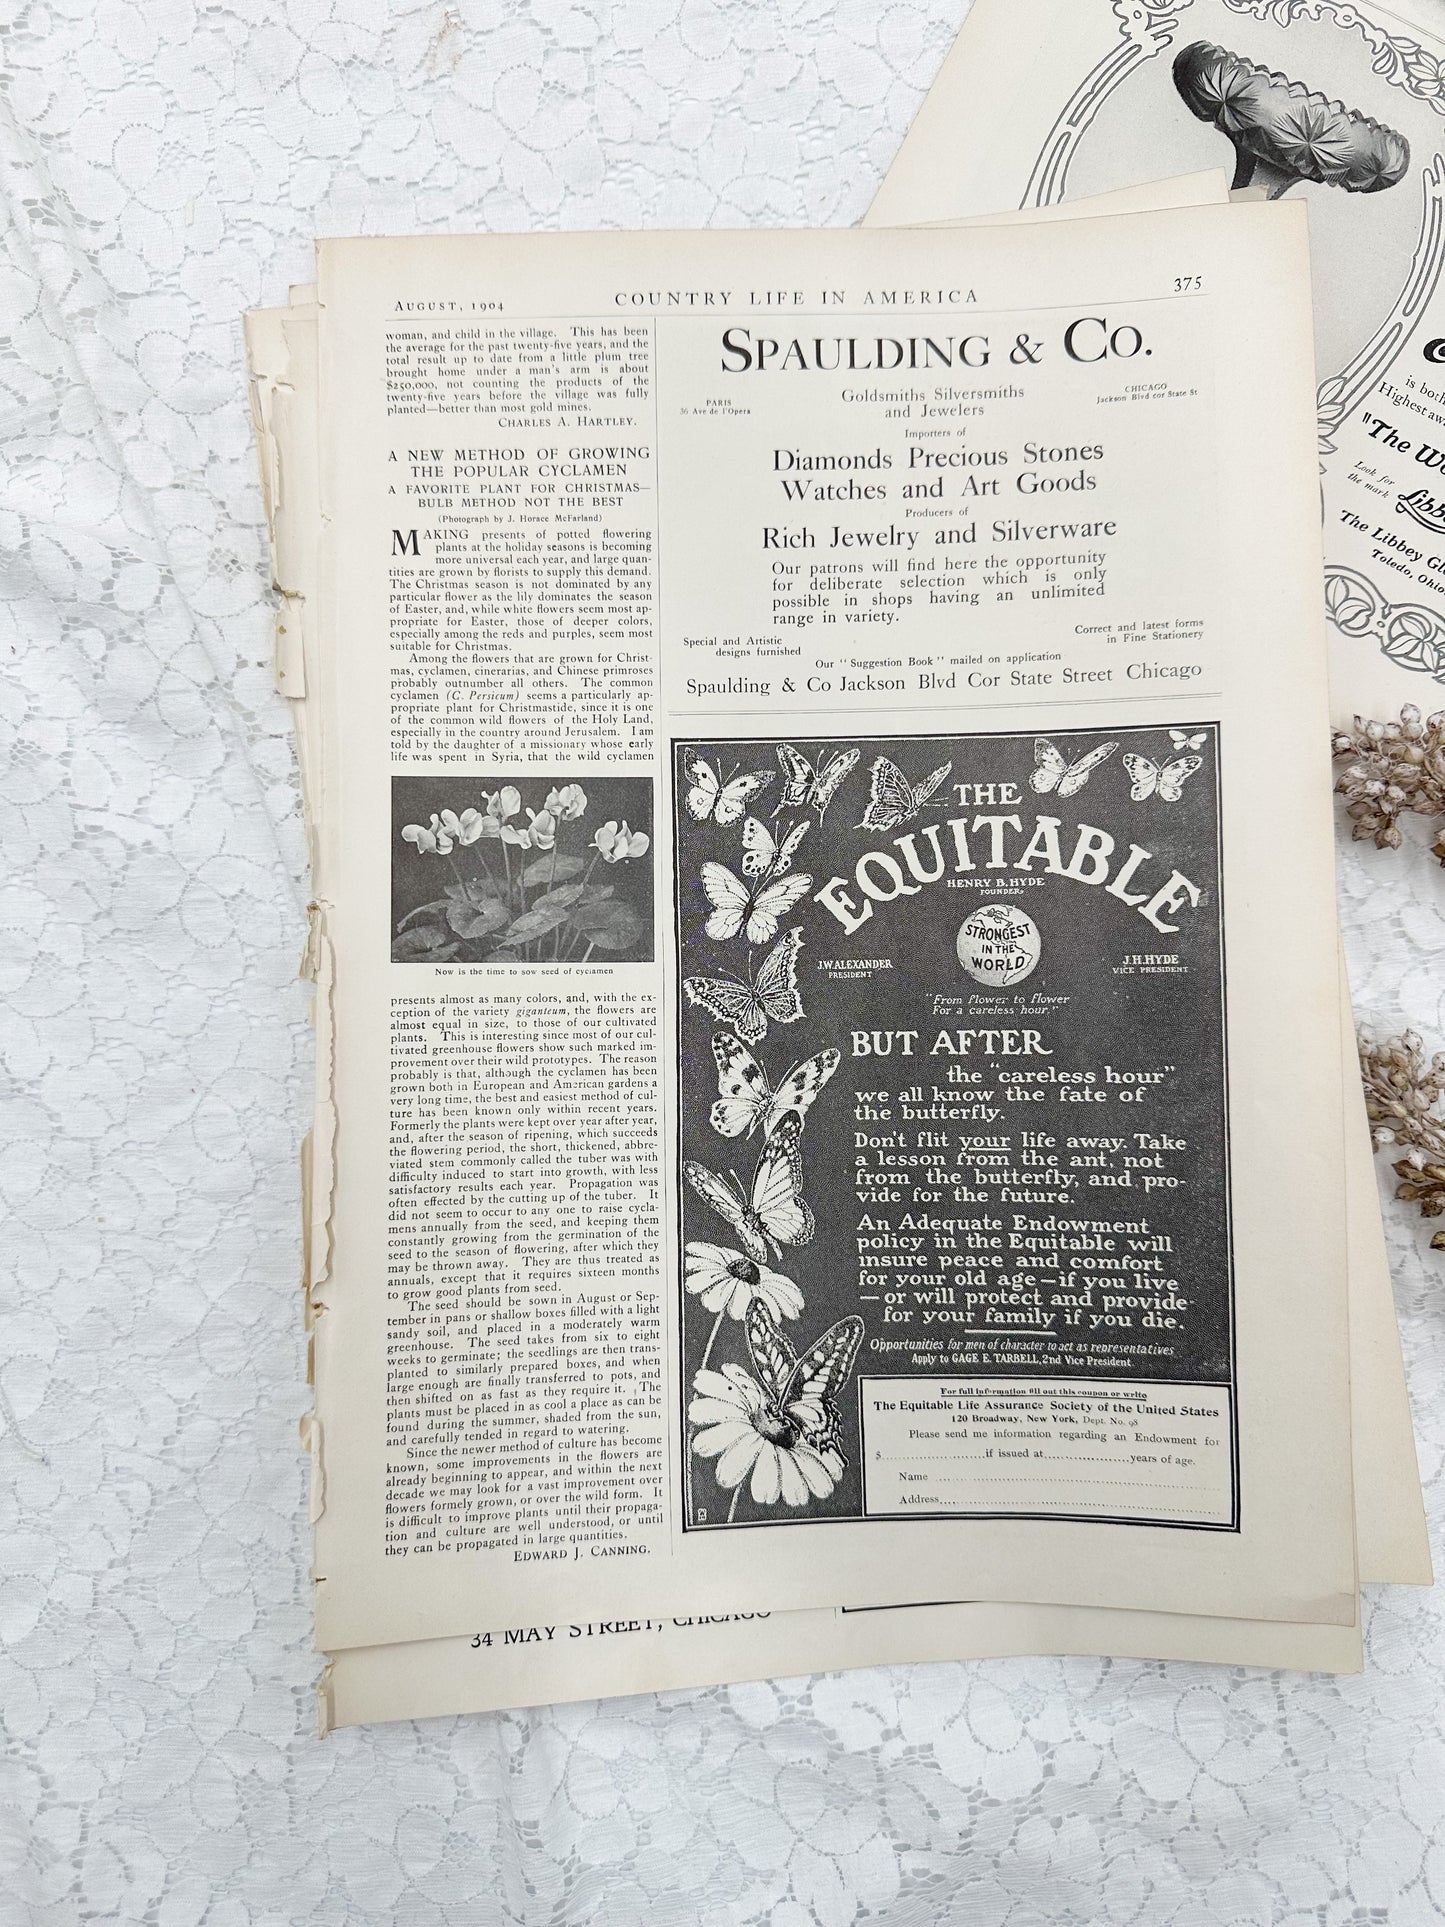 AUGUST, 1904
COUNTRY LIFE IN AMERICA
375
woman, and child in the village. This has been
the average for the past twenty-five years, and the
total result up to date from a little plum tree
brought home under a man's arm is about
$250,000, not counting the products of the
twenty-five years before the village was fully
planted—better than most gold mines.
CHARLES A. HARTLEY.
A NEW METHOD OF GROWING
THE POPULAR CYCLAMEN
A FAVORITE PLANT FOR CHRISTMAS—
BULB METHOD NOT THE BEST
(Photograph by J. Horace McFarland)
MAKING presents of potted flowering
plants at the holiday seasons is becoming
more universal each year, and large quan-
tities are grown by florists to supply this demand.
The Christmas season is not dominated by any
particular flower as the lily dominates the season
of Easter, and, while white flowers seem most ap-
propriate for Easter, those of deeper colors,
especially among the reds and purples, seem most
suitable for Christmas.
Among the flowers that are grown for Christ-
mas, cyclamen, cinerarias, and Chinese primroses
probably outnumber all others. The common
cyclamen (C. Persicum) seems a particularly ap-
propriate plant for Christmastide, since it is one
of the common wild flowers of the Holy Land,
especially in the country around Jerusalem. I am
told by the daughter of a missionary whose early
life was spent in Syria, that the wild cyclamen
Now is the time to sow seed of cyclamen
presents almost as many colors, and, with the ex-
ception of the variety giganteum, the flowers are
almost equal in size, to those of our cultivated
plants. This is interesting since most of our cul-
tivated greenhouse flowers show such marked im-
provement over their wild prototypes. The reason
probably is that, although the cyclamen has been
grown both in European and American gardens a
very long time, the best and easiest method of cul-
ture has been known only within recent years.
Formerly the plants were kept over year after year,
and, after the season of ripening, which succeeds
the flowering period, the short, thickened, abbre-
viated stem commonly called the tuber was with
difficulty induced to start into growth, with less
satisfactory results each year. Propagation was
often effected by the cutting up of the tuber. It
did not seem to occur to any one to raise cycla-
mens annually from the seed, and keeping them
constantly growing from the germination of the
seed to the season of flowering, after which they
may be thrown away. They are thus treated as
annuals, except that it requires sixteen months
to grow good plants from seed.
The seed should be sown in August or Sep-
tember in pans or shallow boxes filled with a light
sandy soil, and placed in a moderately warm
greenhouse. The seed takes from six to eight
weeks to germinate; the seedlings are then trans-
planted to similarly prepared boxes, and when
large enough are finally transferred to pots, and
then shifted on as fast as they require it. The
plants must be placed in as cool a place as can be
found during the summer, shaded from the sun,
and carefully tended in regard to watering.
Since the newer method of culture has become
known, some improvements in the flowers are
already beginning to appear, and within the next
decade we may look for a vast improvement over
flowers formely grown, or over the wild form. It
is difficult to improve plants until their propaga-
tion and culture are well understood, or until
they can be propagated in large quantities.
EDWARD J. CANNING.
SPAULDING & CO.
PARIS
36 Ave de l'Opera
Goldsmiths Silversmiths
and Jewelers
CHICAGO
Jackson Blvd cor State St
Importers of
Diamonds Precious Stones
Watches and Art Goods
Producers of
Rich Jewelry and Silverware
Our patrons will find here the opportunity
for deliberate selection which is only
possible in shops having an unlimited
range in variety.
Special and Artistic
designs furnished
Correct and latest forms
in Fine Stationery
Our "Suggestion Book" mailed on application
Spaulding & Co Jackson Blvd Cor State Street Chicago
THE
EQUITABLE
HENRY B. HYDE
FOUNDER
STRONGEST
IN THE
WORLD
J.W. ALEXANDER
PRESIDENT
J.H. HYDE
VICE PRESIDENT
"From flower to flower
For a careless hour."
BUT AFTER
the "careless hour"
we all know the fate of
the butterfly.
Don't flit your life away. Take
a lesson from the ant, not
from the butterfly, and pro-
vide for the future.
An Adequate Endowment
policy in the Equitable will
insure peace and comfort
for your old age—if you live
—or will protect and provide
for your family if you die.
Opportunities for men of character to act as representatives
Apply to GAGE E. TARBELL, 2nd Vice President
For full information fill out this coupon or write
The Equitable Life Assurance Society of the United States
120 Broadway, New York, Dept. No. 98
Please send me information regarding an Endowment for
$..........if issued at..........years of age.
Name
Address
34 MAY STREET, CHICAGO
is both
Highest aw
"The Wo
Look for
the mark
Libb
The Libbey Gl
Toledo, Ohio